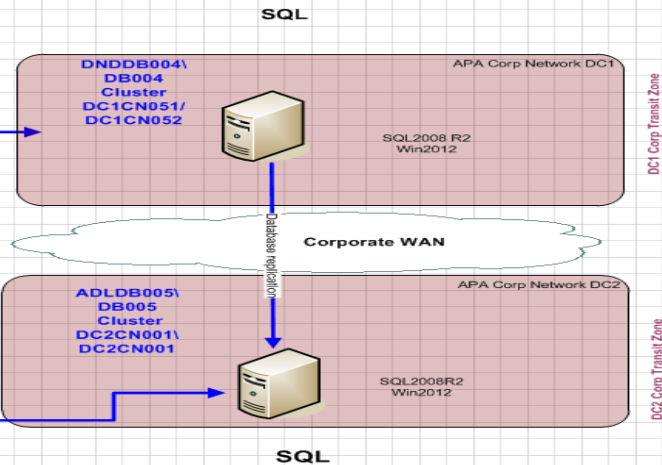 SQL
DNDDB004\
DB004
Cluster
DC1CN051/
DC1CN052
APA Corp Network DC1
SQL2008 R2
Win2012
DC1 Corp Transit Zone
Database replication
Corporate WAN
ADLDB005\
DB005
Cluster
DC2CN001\
DC2CN001
APA Corp Network DC2
SQL2008R2
Win2012
DC2 Corp Transit Zone
SQL